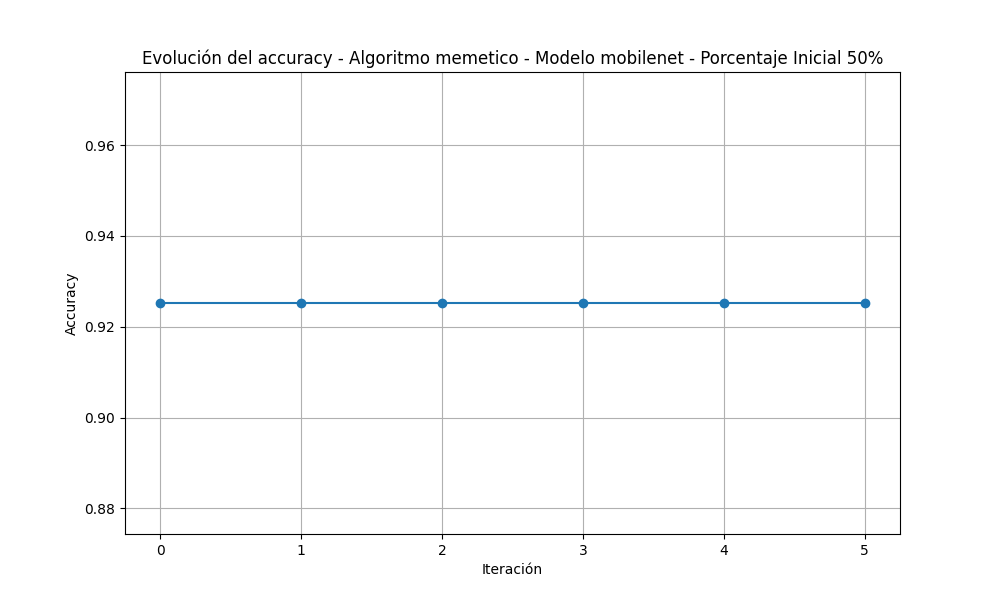 Evolución del accuracy - Algoritmo memetico - Modelo mobilenet - Porcentaje Inicial 50%
0.96
0.94
0.92
0.90
0.88
Accuracy
0 1 2 3 4 5
Iteración